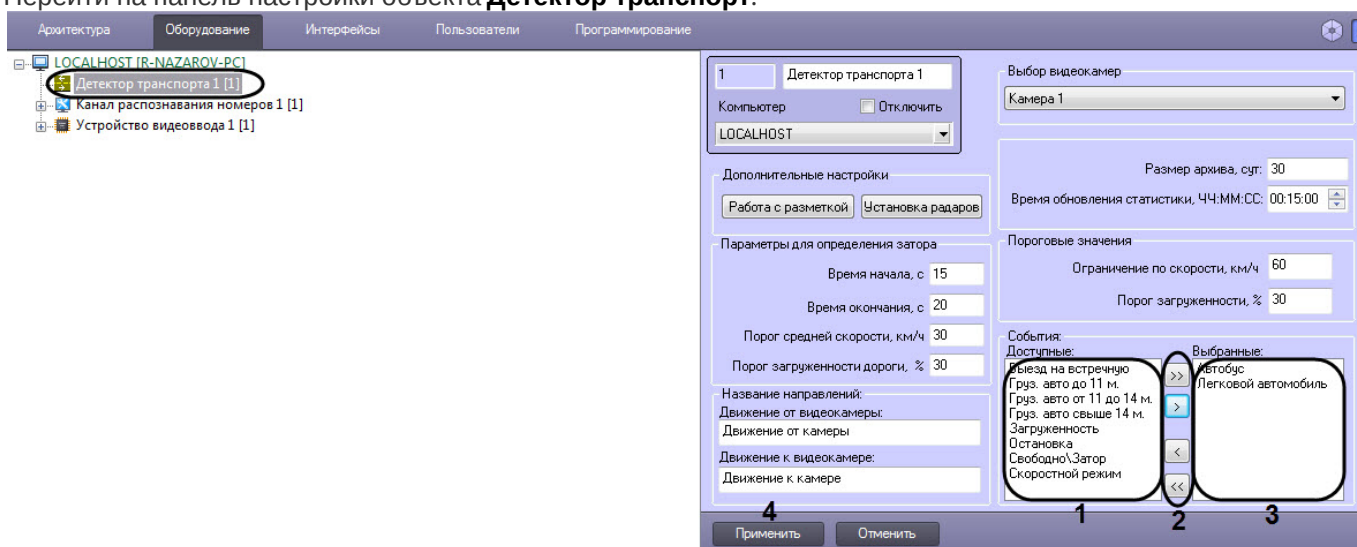 Перейти на панель настройки объекта Детектор транспорт.
Архитектура Оборудование Интерфейсы Пользователи Программирование
LOCALHOST [R-NAZAROV-PC]
Детектор транспорта 1 [1]
Канал распознавания номеров 1 [1]
Устройство видеоввода 1 [1]
1 Детектор транспорта 1
Компьютер Отключить
LOCALHOST
Дополнительные настройки
Работа с разметкой Установка радаров
Параметры для определения затора
Время начала, с 15
Время окончания, с 20
Порог средней скорости, км/ч 30
Порог загруженности дороги, % 30
Название направлений:
Движение от видеокамеры:
Движение от камеры
Движение к видеокамере:
Движение к камере
Выбор видеокамер
Камера 1
Размер архива, сут: 30
Время обновления статистики, ЧЧ:ММ:СС: 00:15:00
Пороговые значения
Ограничение по скорости, км/ч 60
Порог загруженности, % 30
События:
Доступные:
Выезд на встречную
Груз. авто до 11 м.
Груз. авто от 11 до 14 м.
Груз. авто свыше 14 м.
Загруженность
Остановка
Свободно\Затор
Скоростной режим
>>
>
<
<<
Выбранные:
Автобус
Легковой автомобиль
1 2 3
4
Применить Отменить